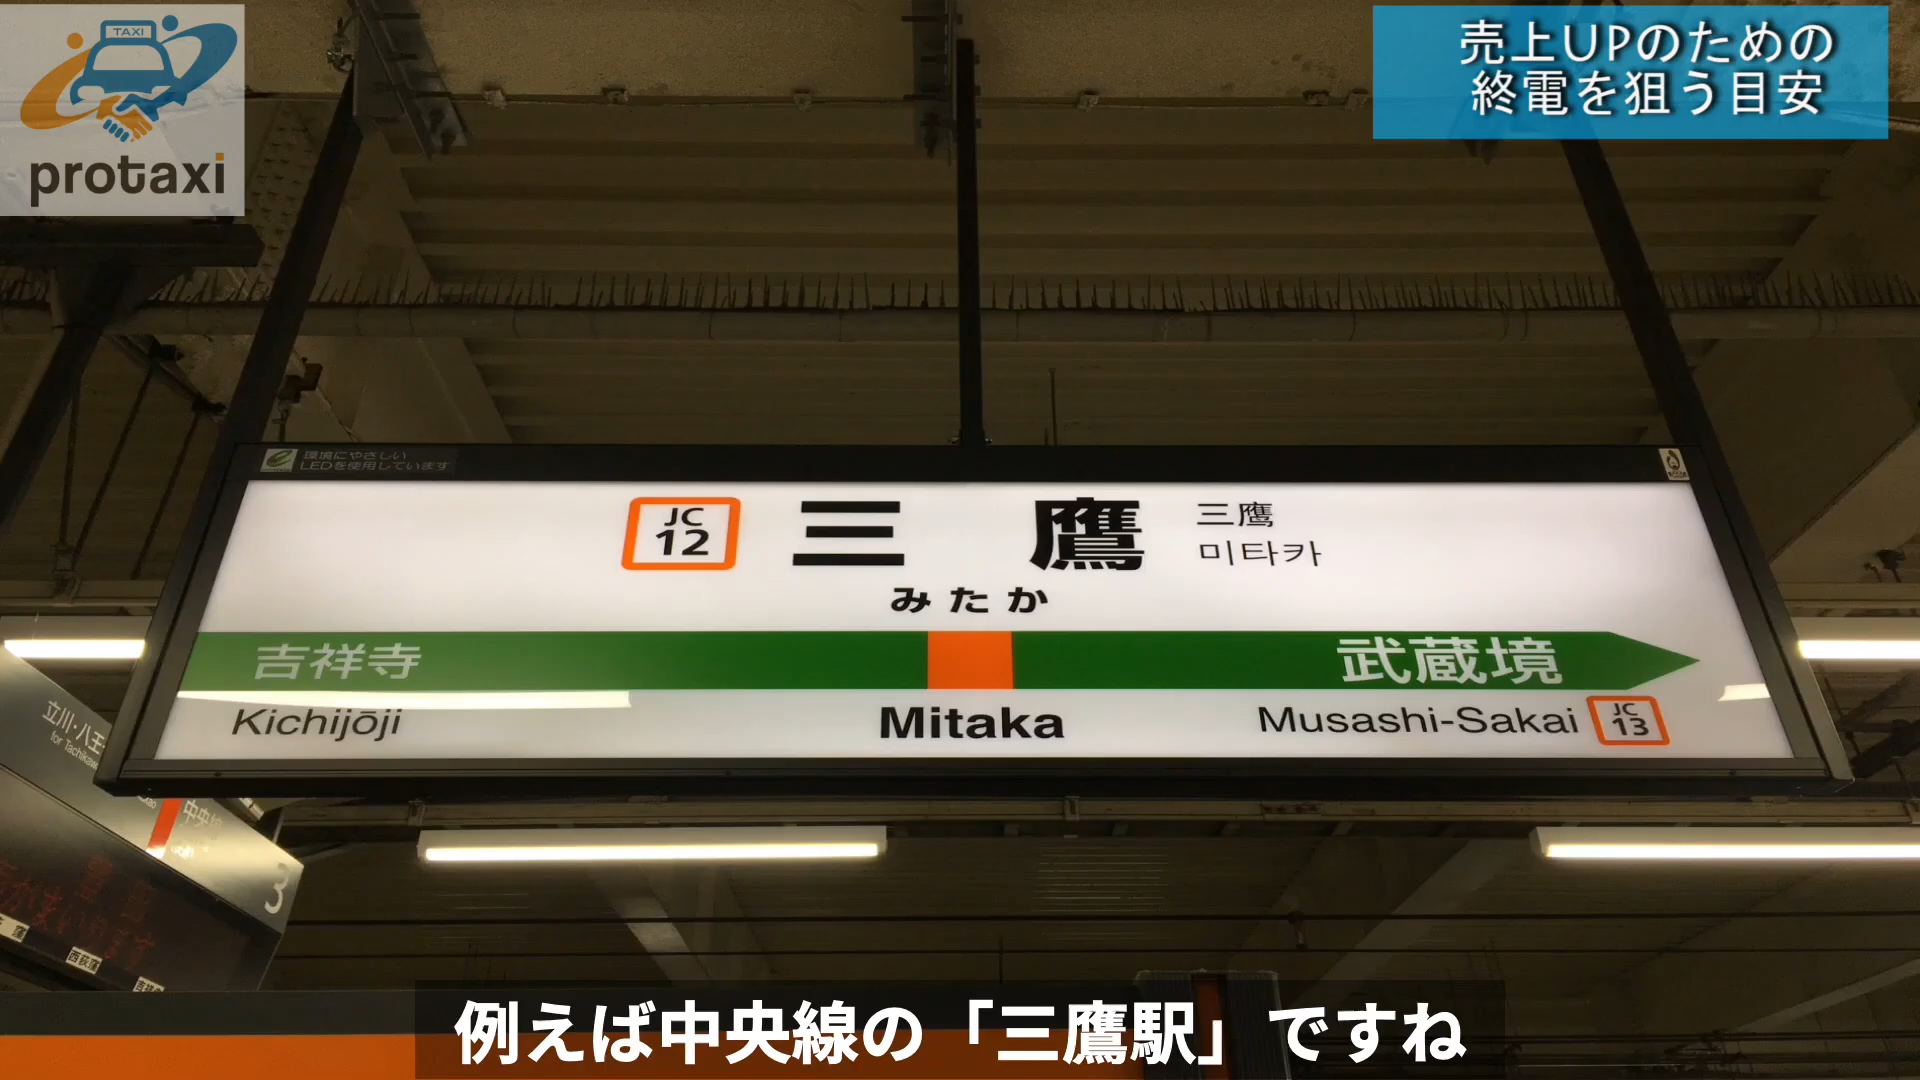 TAXI
protaxi
売上UPのための
終電を狙う目安
環境にやさしい
LEDを使用しています
JC
12
三鷹
三鷹
미타카
みたか
吉祥寺
武蔵境
Kichijōji
Mitaka
Musashi-Sakai
JC
13
立川・八王
for Tachikaw
中央
3
西荻窪
例えば中央線の「三鷹駅」ですね